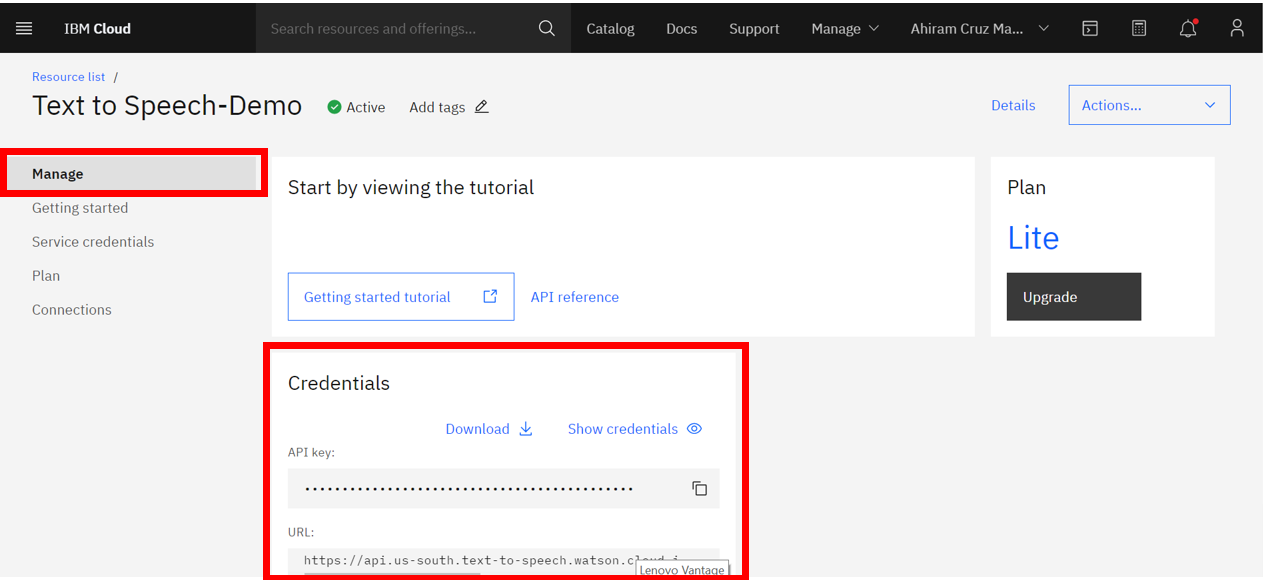 IBM Cloud Search resources and offerings... Catalog Docs Support Manage Ahiram Cruz Ma...
Resource list /
Text to Speech-Demo Active Add tags Details Actions...
Manage
Getting started
Service credentials
Plan
Connections
Start by viewing the tutorial
Getting started tutorial API reference
Plan
Lite
Upgrade
Credentials
Download Show credentials
API key:
••••••••••••••••••••••••••••••••••••••••••••
URL:
https://api.us-south.text-to-speech.watson.cloud.i
Lenovo Vantage